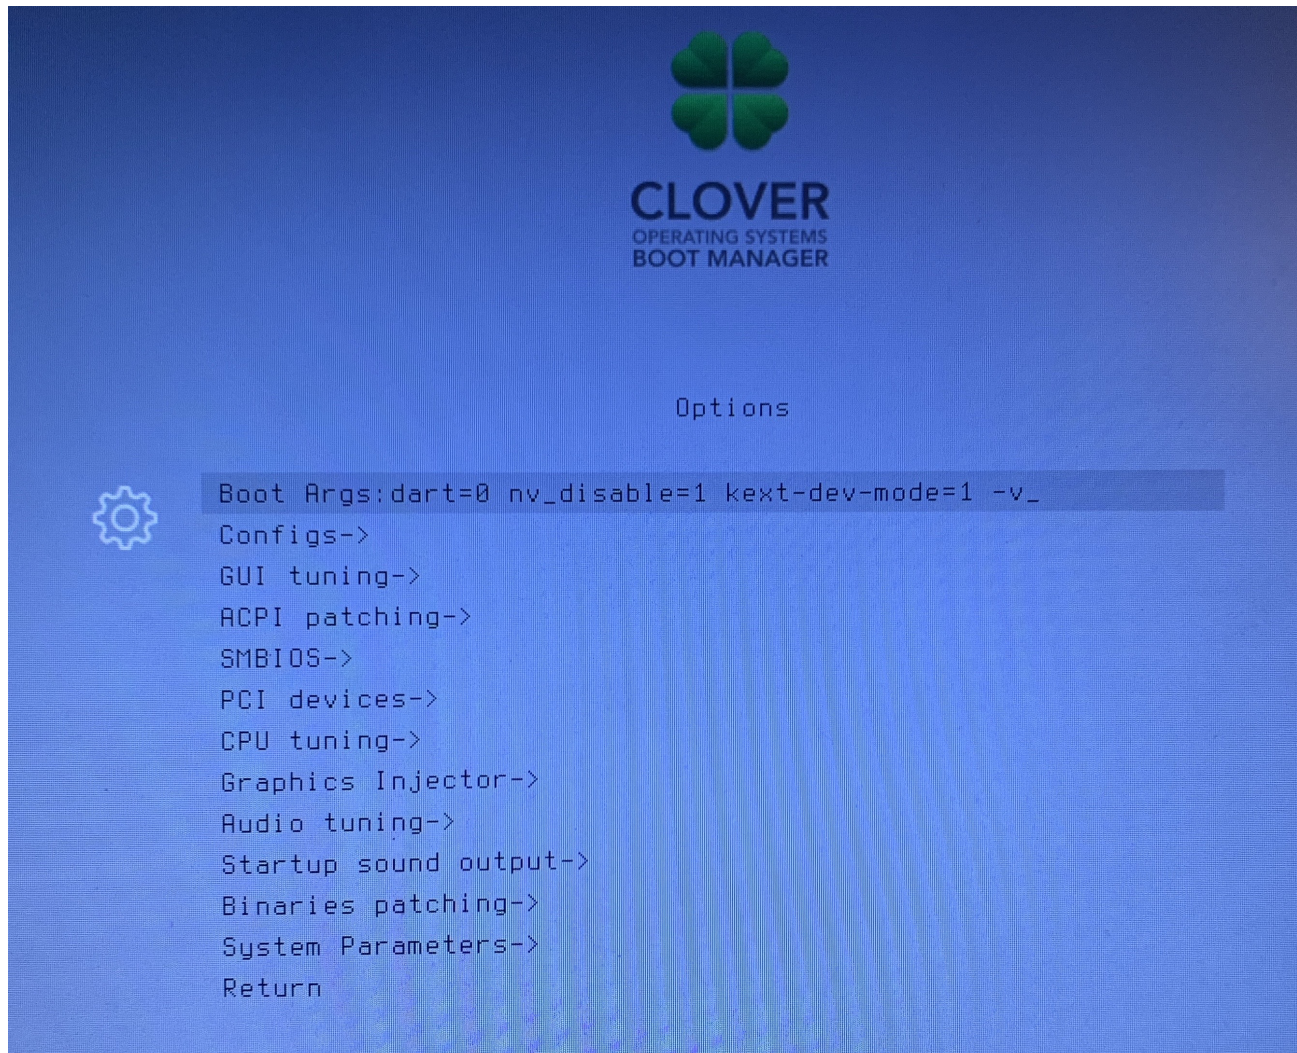 CLOVER
OPERATING SYSTEMS
BOOT MANAGER
Options
Boot Args:dart=0 nv_disable=1 kext-dev-mode=1 -v_
Configs->
GUI tuning->
ACPI patching->
SMBIOS->
PCI devices->
CPU tuning->
Graphics Injector->
Audio tuning->
Startup sound output->
Binaries patching->
System Parameters->
Return